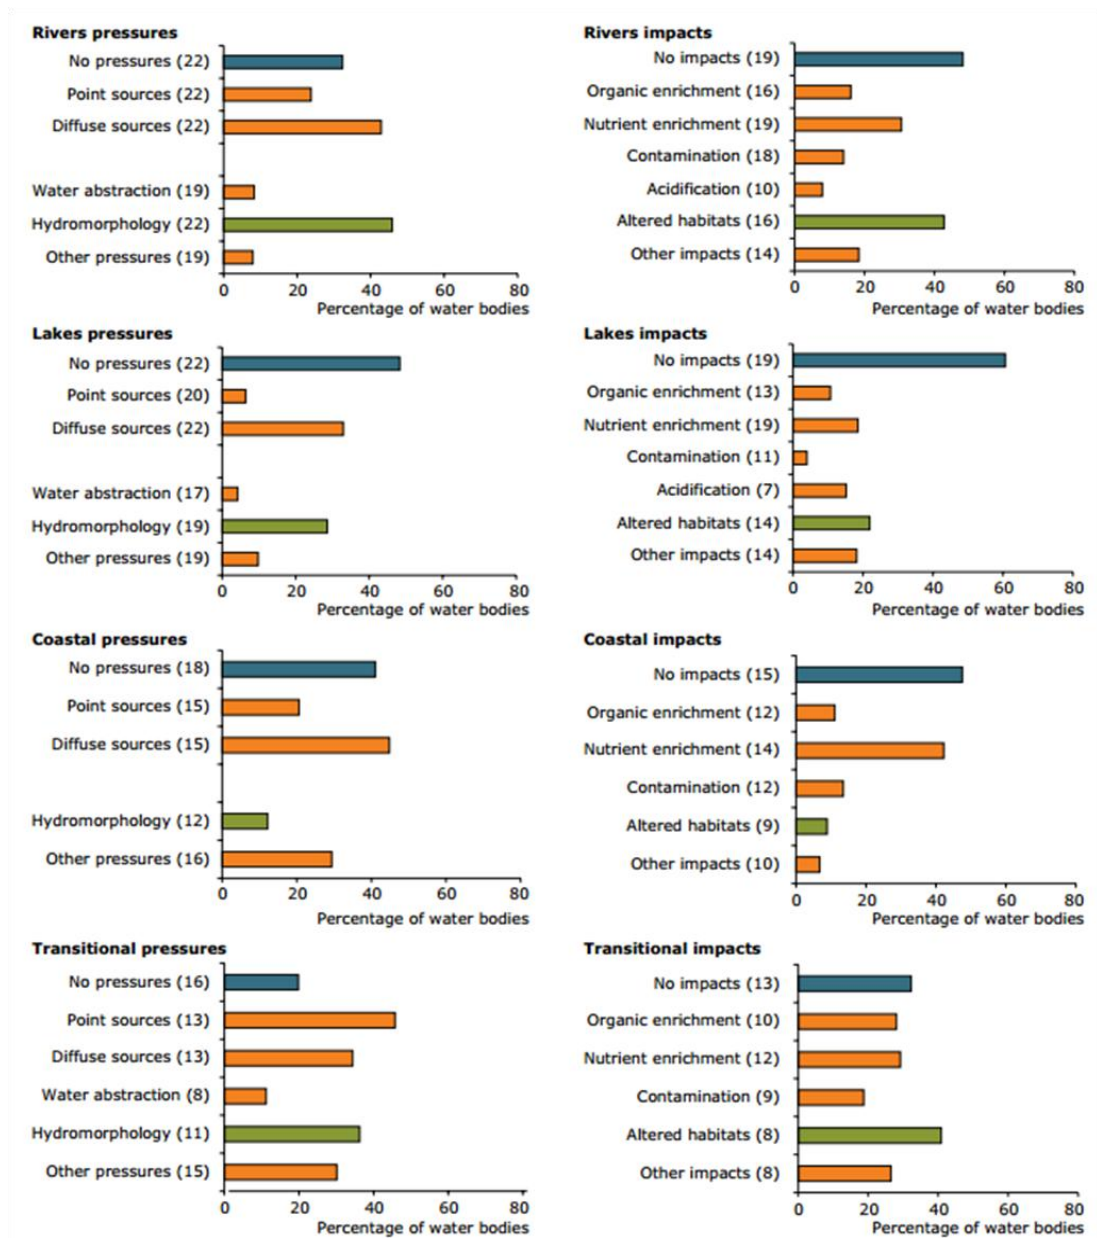 Rivers pressures
No pressures (22)
Point sources (22)
Diffuse sources (22)
Water abstraction (19)
Hydromorphology (22)
Other pressures (19)
0 20 40 60 80
Percentage of water bodies
Rivers impacts
No impacts (19)
Organic enrichment (16)
Nutrient enrichment (19)
Contamination (18)
Acidification (10)
Altered habitats (16)
Other impacts (14)
0 20 40 60 80
Percentage of water bodies
Lakes pressures
No pressures (22)
Point sources (20)
Diffuse sources (22)
Water abstraction (17)
Hydromorphology (19)
Other pressures (19)
0 20 40 60 80
Percentage of water bodies
Lakes impacts
No impacts (19)
Organic enrichment (13)
Nutrient enrichment (19)
Contamination (11)
Acidification (7)
Altered habitats (14)
Other impacts (14)
0 20 40 60 80
Percentage of water bodies
Coastal pressures
No pressures (18)
Point sources (15)
Diffuse sources (15)
Hydromorphology (12)
Other pressures (16)
0 20 40 60 80
Percentage of water bodies
Coastal impacts
No impacts (15)
Organic enrichment (12)
Nutrient enrichment (14)
Contamination (12)
Altered habitats (9)
Other impacts (10)
0 20 40 60 80
Percentage of water bodies
Transitional pressures
No pressures (16)
Point sources (13)
Diffuse sources (13)
Water abstraction (8)
Hydromorphology (11)
Other pressures (15)
0 20 40 60 80
Percentage of water bodies
Transitional impacts
No impacts (13)
Organic enrichment (10)
Nutrient enrichment (12)
Contamination (9)
Altered habitats (8)
Other impacts (8)
0 20 40 60 80
Percentage of water bodies